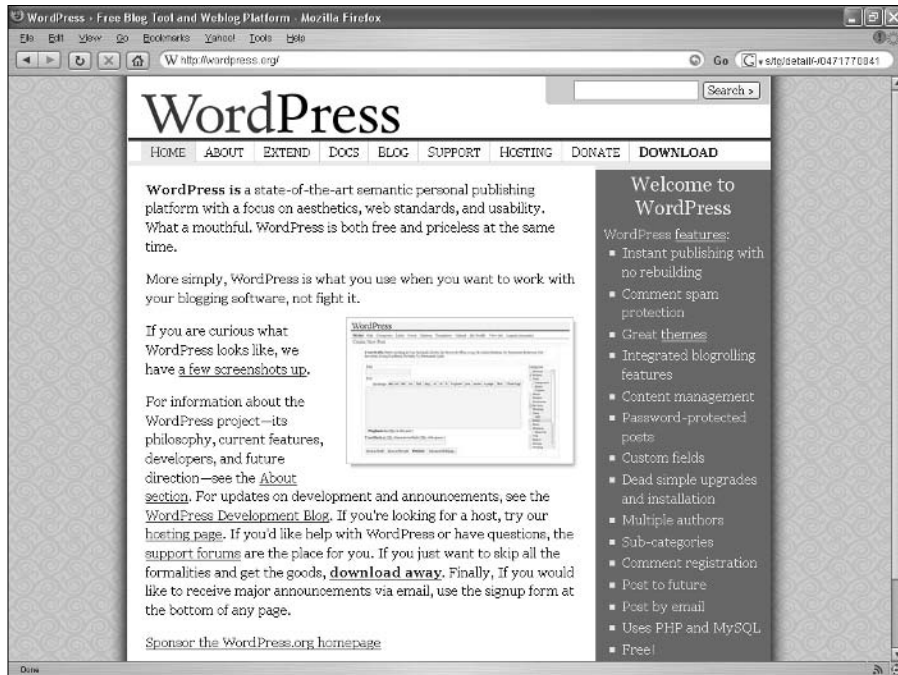 WordPress › Free Blog Tool and Weblog Platform - Mozilla Firefox
File Edit View Go Bookmarks Yahoo! Tools Help
http://wordpress.org/
Go
s/tg/detail/-/0471770841
Search »
WordPress
HOME ABOUT EXTEND DOCS BLOG SUPPORT HOSTING DONATE DOWNLOAD
WordPress is a state-of-the-art semantic personal publishing
platform with a focus on aesthetics, web standards, and usability.
What a mouthful. WordPress is both free and priceless at the same
time.
More simply, WordPress is what you use when you want to work with
your blogging software, not fight it.
If you are curious what
WordPress looks like, we
have a few screenshots up.
WordPress
For information about the
WordPress project—its
philosophy, current features,
developers, and future
direction—see the About
section. For updates on development and announcements, see the
WordPress Development Blog. If you're looking for a host, try our
hosting page. If you'd like help with WordPress or have questions, the
support forums are the place for you. If you just want to skip all the
formalities and get the goods, download away. Finally, If you would
like to receive major announcements via email, use the signup form at
the bottom of any page.
Sponsor the WordPress.org homepage
Welcome to
WordPress
WordPress features:
Instant publishing with
no rebuilding
Comment spam
protection
Great themes
Integrated blogrolling
features
Content management
Password-protected
posts
Custom fields
Dead simple upgrades
and installation
Multiple authors
Sub-categories
Comment registration
Post to future
Post by email
Uses PHP and MySQL
Free!
Done